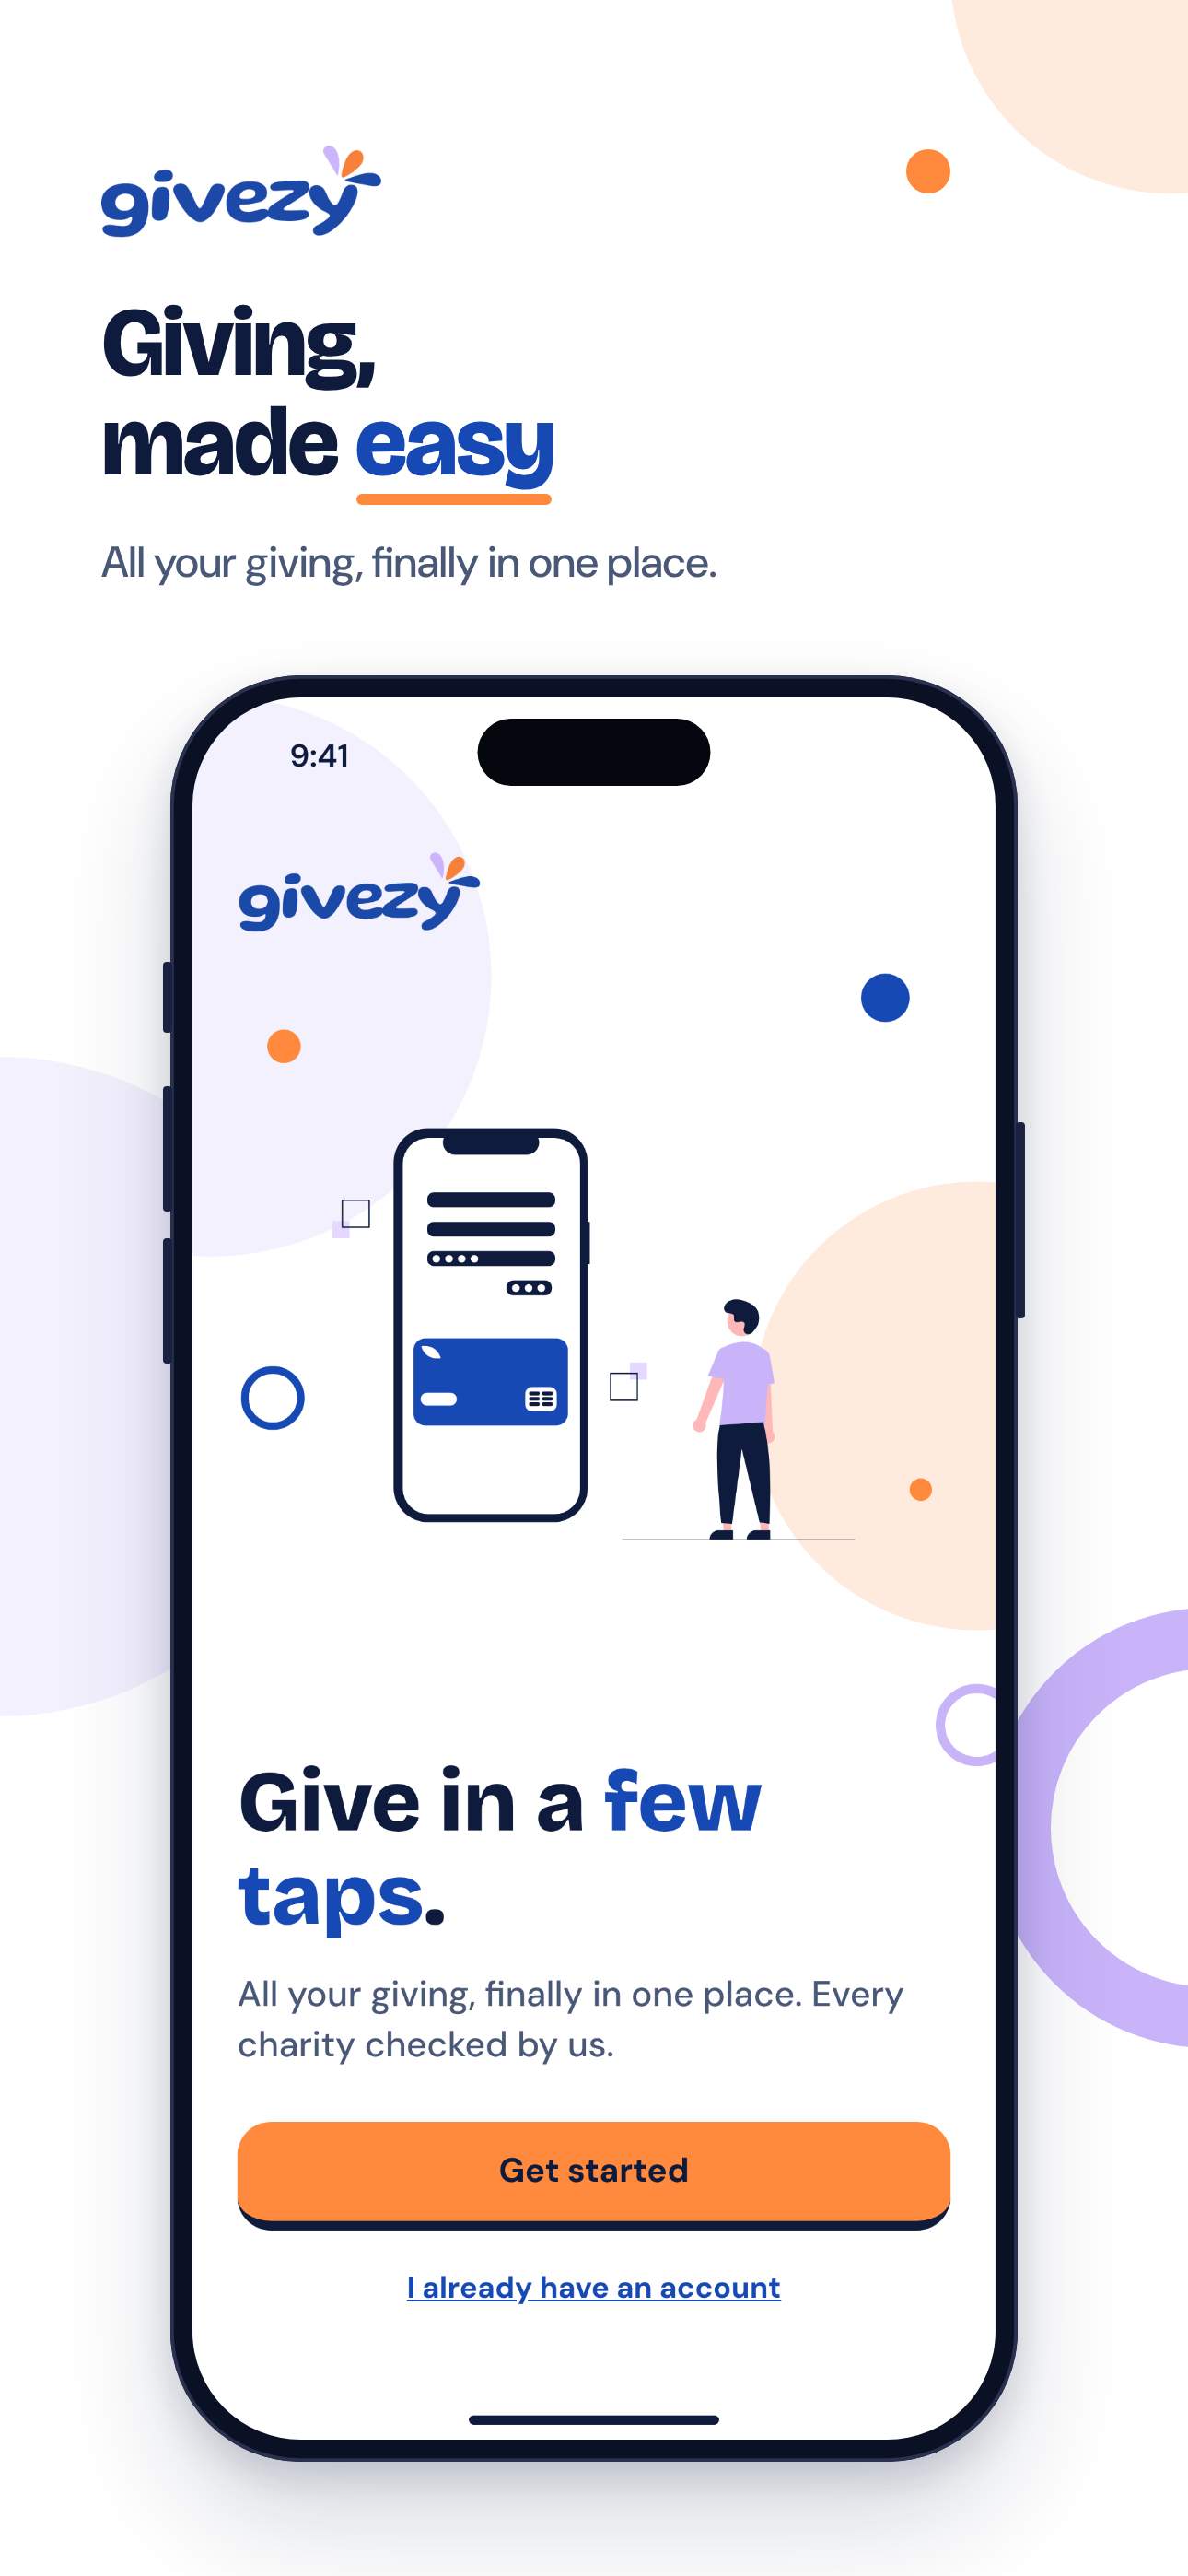 givezy
Giving,
made easy
All your giving, finally in one place.
9:41
givezy
Give in a few
taps.
All your giving, finally in one place. Every
charity checked by us.
Get started
I already have an account